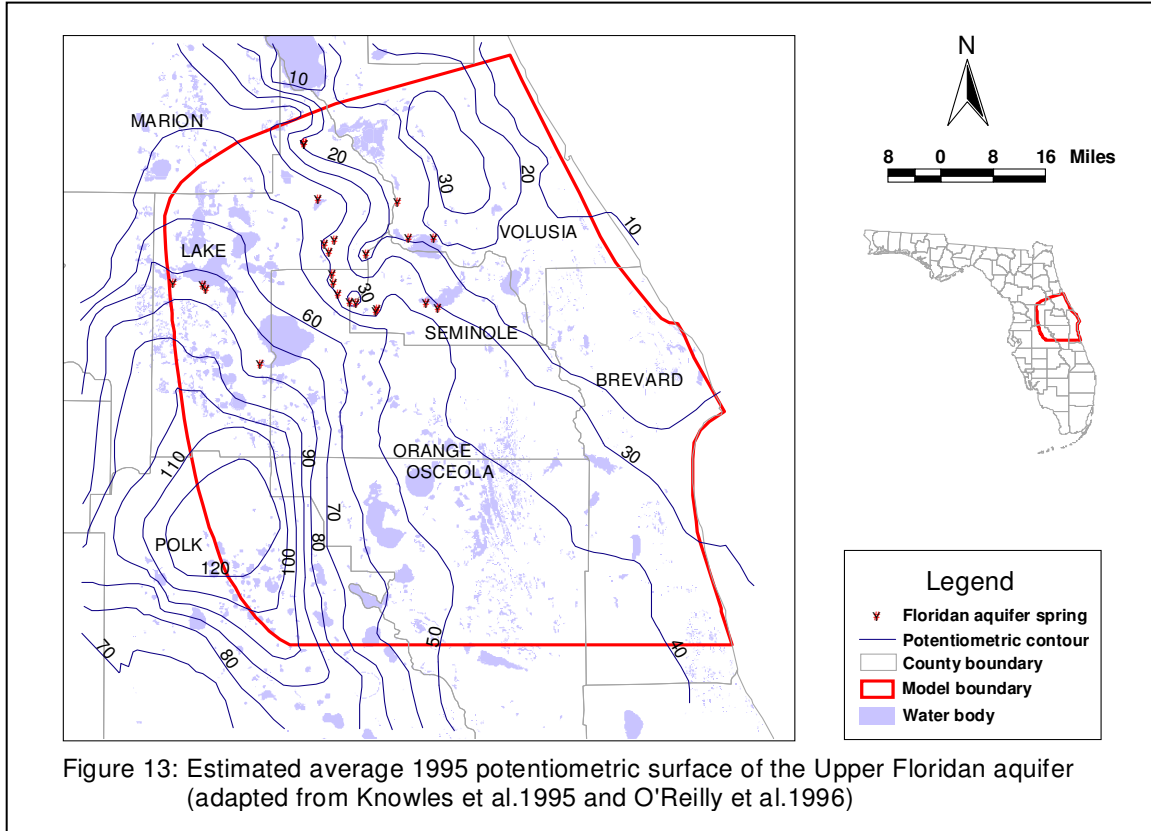 10
MARION
20
30
20
10
VOLUSIA
LAKE
30
60
SEMINOLE
BREVARD
ORANGE
30
OSCEOLA
110
90
70
80
100
POLK
120
50
40
70
80
N
8 0 8 16 Miles
Legend
Floridan aquifer spring
Potentiometric contour
County boundary
Model boundary
Water body
Figure 13: Estimated average 1995 potentiometric surface of the Upper Floridan aquifer
(adapted from Knowles et al.1995 and O'Reilly et al.1996)